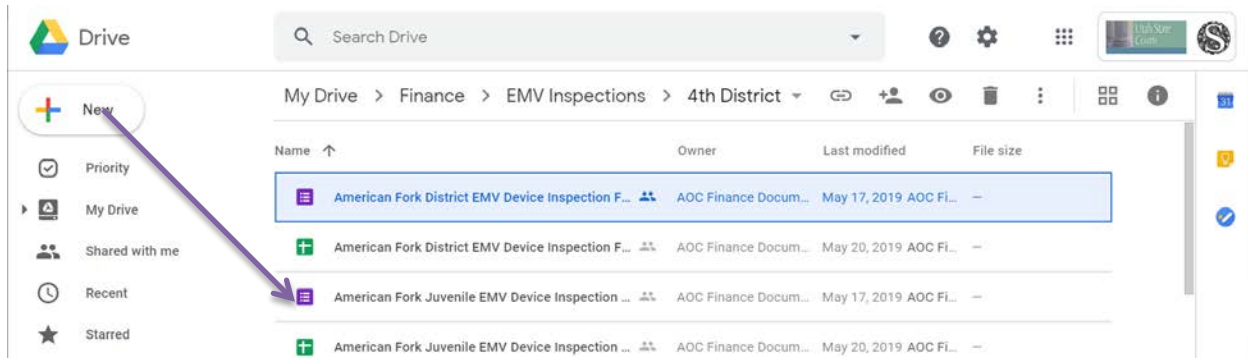 Drive
Search Drive
Utah State
Courts
New
My Drive > Finance > EMV Inspections > 4th District
31
Name
Owner
Last modified
File size
Priority
American Fork District EMV Device Inspection F...
AOC Finance Docum...
May 17, 2019 AOC Fi...
—
My Drive
American Fork District EMV Device Inspection F...
AOC Finance Docum...
May 20, 2019 AOC Fi...
—
Shared with me
American Fork Juvenile EMV Device Inspection ...
AOC Finance Docum...
May 17, 2019 AOC Fi...
—
Recent
American Fork Juvenile EMV Device Inspection ...
AOC Finance Docum...
May 20, 2019 AOC Fi...
—
Starred